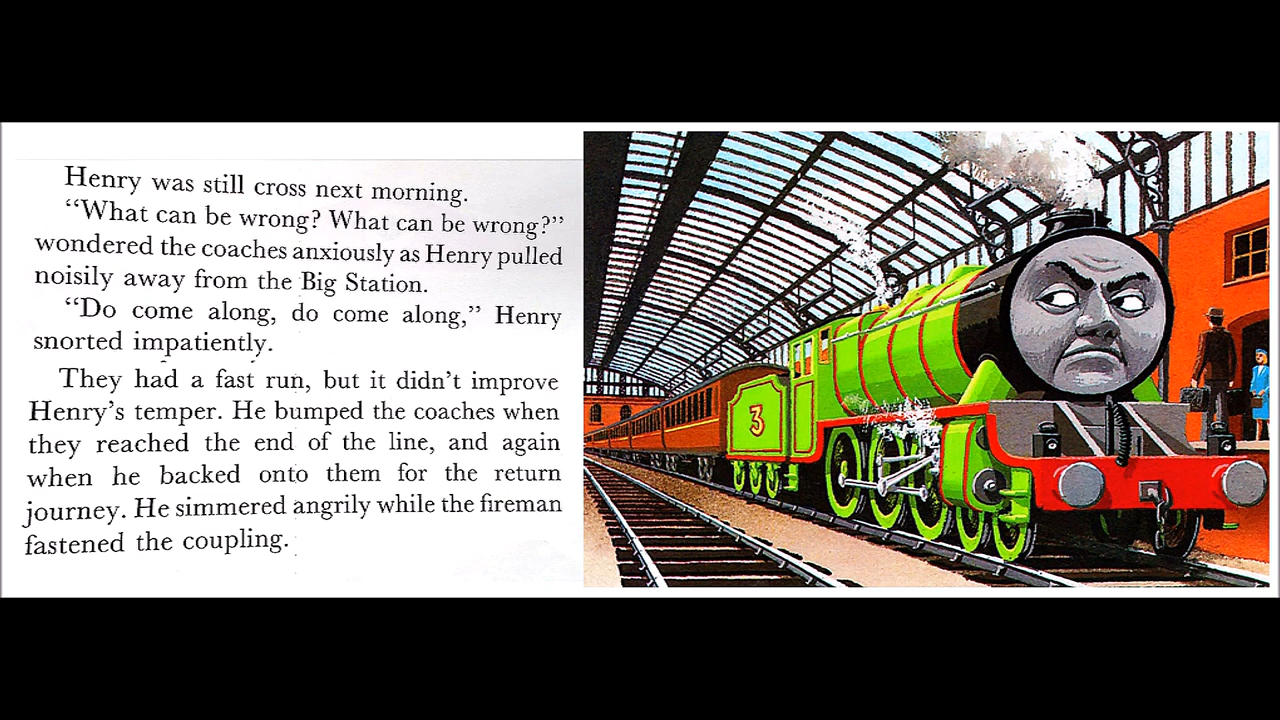 Henry was still cross next morning.
“What can be wrong? What can be wrong?”
wondered the coaches anxiously as Henry pulled
noisily away from the Big Station.
“Do come along, do come along,” Henry
snorted impatiently.
They had a fast run, but it didn’t improve
Henry’s temper. He bumped the coaches when
they reached the end of the line, and again
when he backed onto them for the return
journey. He simmered angrily while the fireman
fastened the coupling.
3